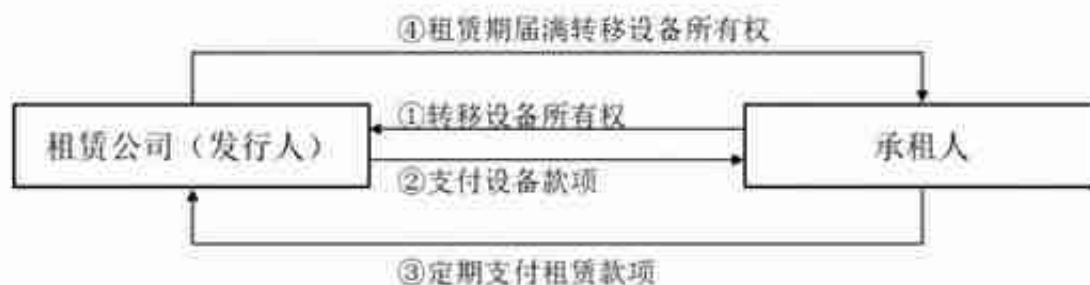 ④租赁期届满转移设备所有权
①转移设备所有权
租赁公司（发行人）
承租人
②支付设备款项
③定期支付租赁款项